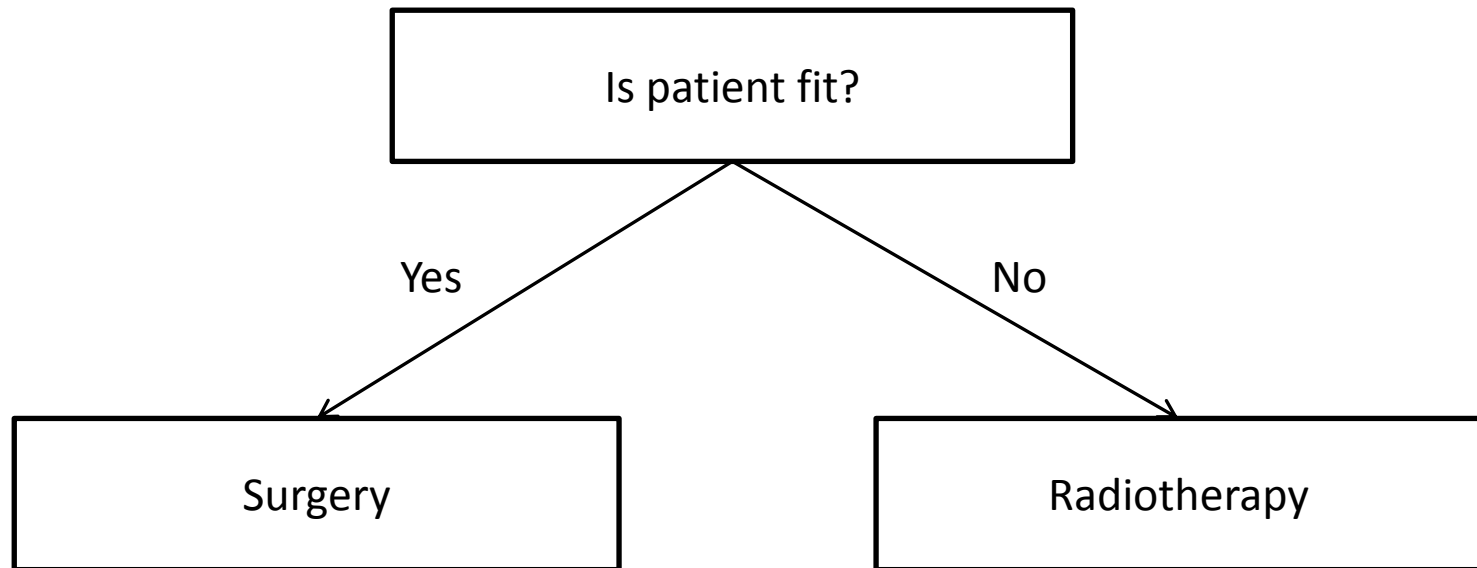 Is patient fit?
Yes
No
Surgery
Radiotherapy